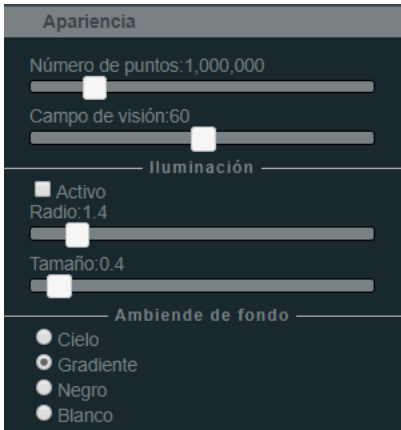 Apariencia
Número de puntos:1,000,000
Campo de visión:60
Iluminación
Activo
Radio:1.4
Tamaño:0.4
Ambiende de fondo
Cielo
Gradiente
Negro
Blanco